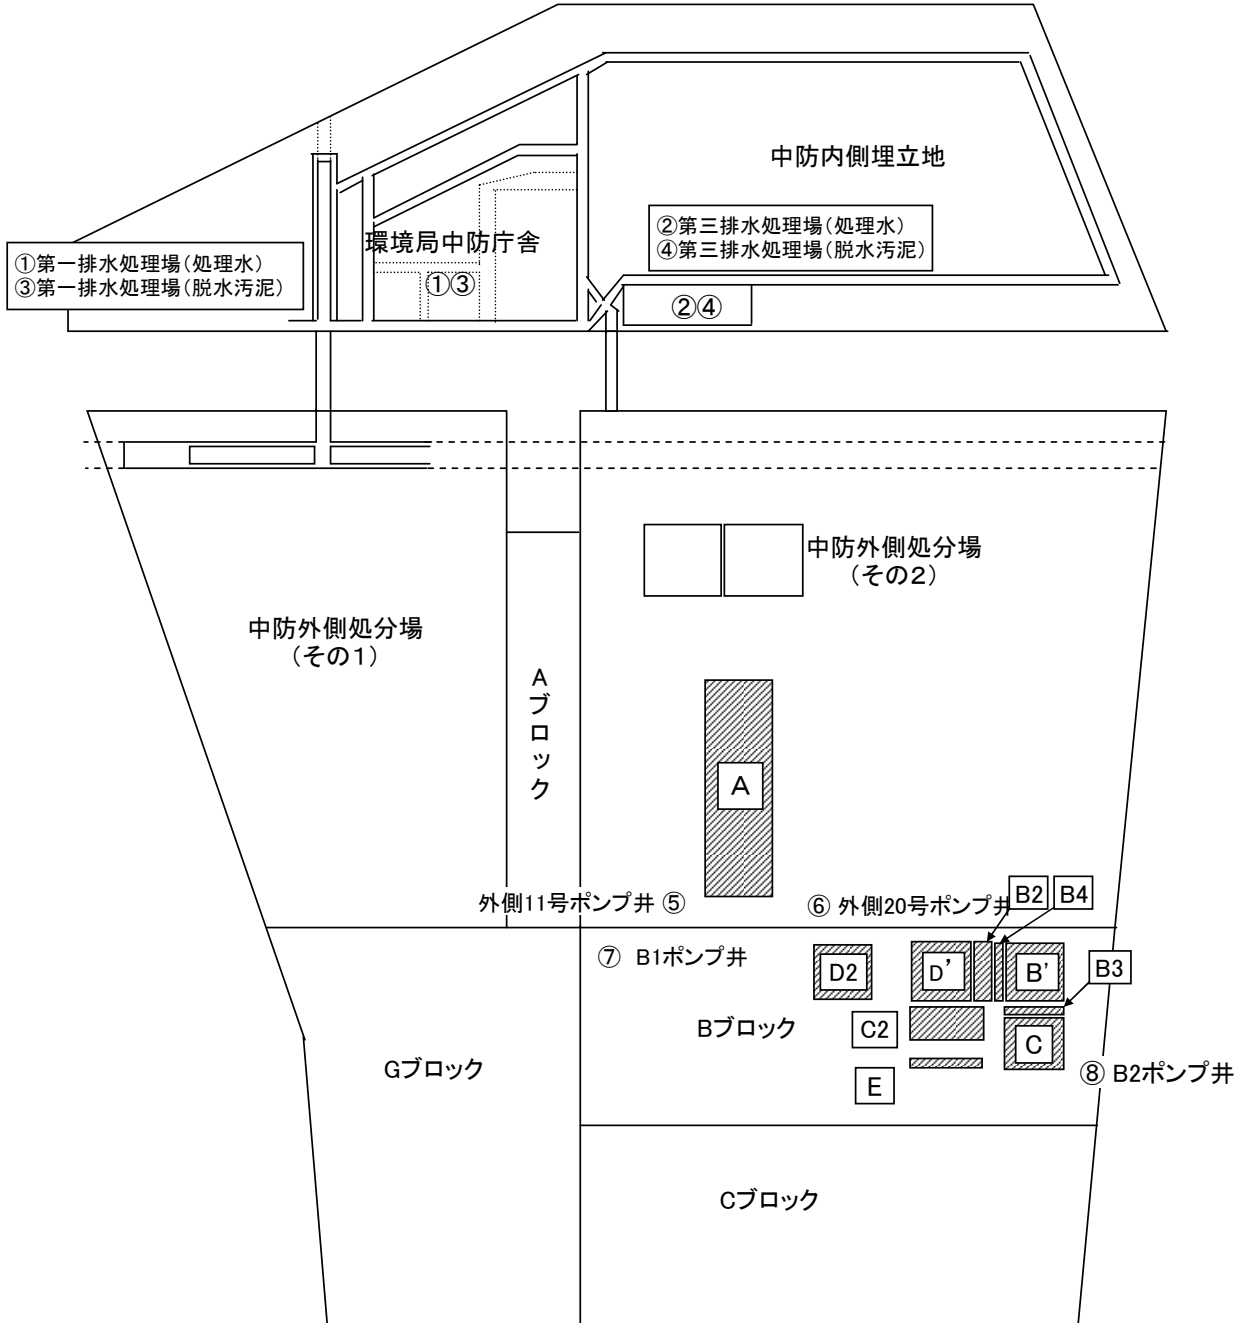 中防内側埋立地
②第三排水処理場(処理水)
④第三排水処理場(脱水汚泥)
環境局中防庁舎
①第一排水処理場(処理水)
③第一排水処理場(脱水汚泥)
①③
②④
中防外側処分場
(その2)
中防外側処分場
(その1)
Aブロック
A
外側11号ポンプ井 ⑤
⑥ 外側20号ポンプ井
B2
B4
⑦ B1ポンプ井
D2
D'
B'
B3
Bブロック
C2
C
Gブロック
E
⑧ B2ポンプ井
Cブロック